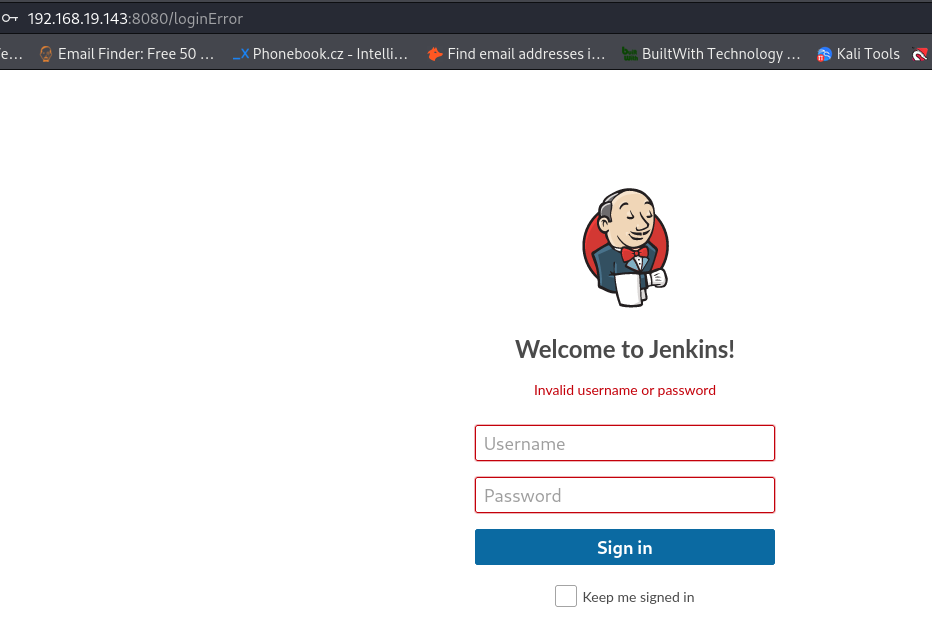 192.168.19.143:8080/loginError
e... Email Finder: Free 50 ... _X Phonebook.cz - Intelli... Find email addresses i... BuiltWith Technology ... Kali Tools
Welcome to Jenkins!
Invalid username or password
Username
Password
Sign in
Keep me signed in